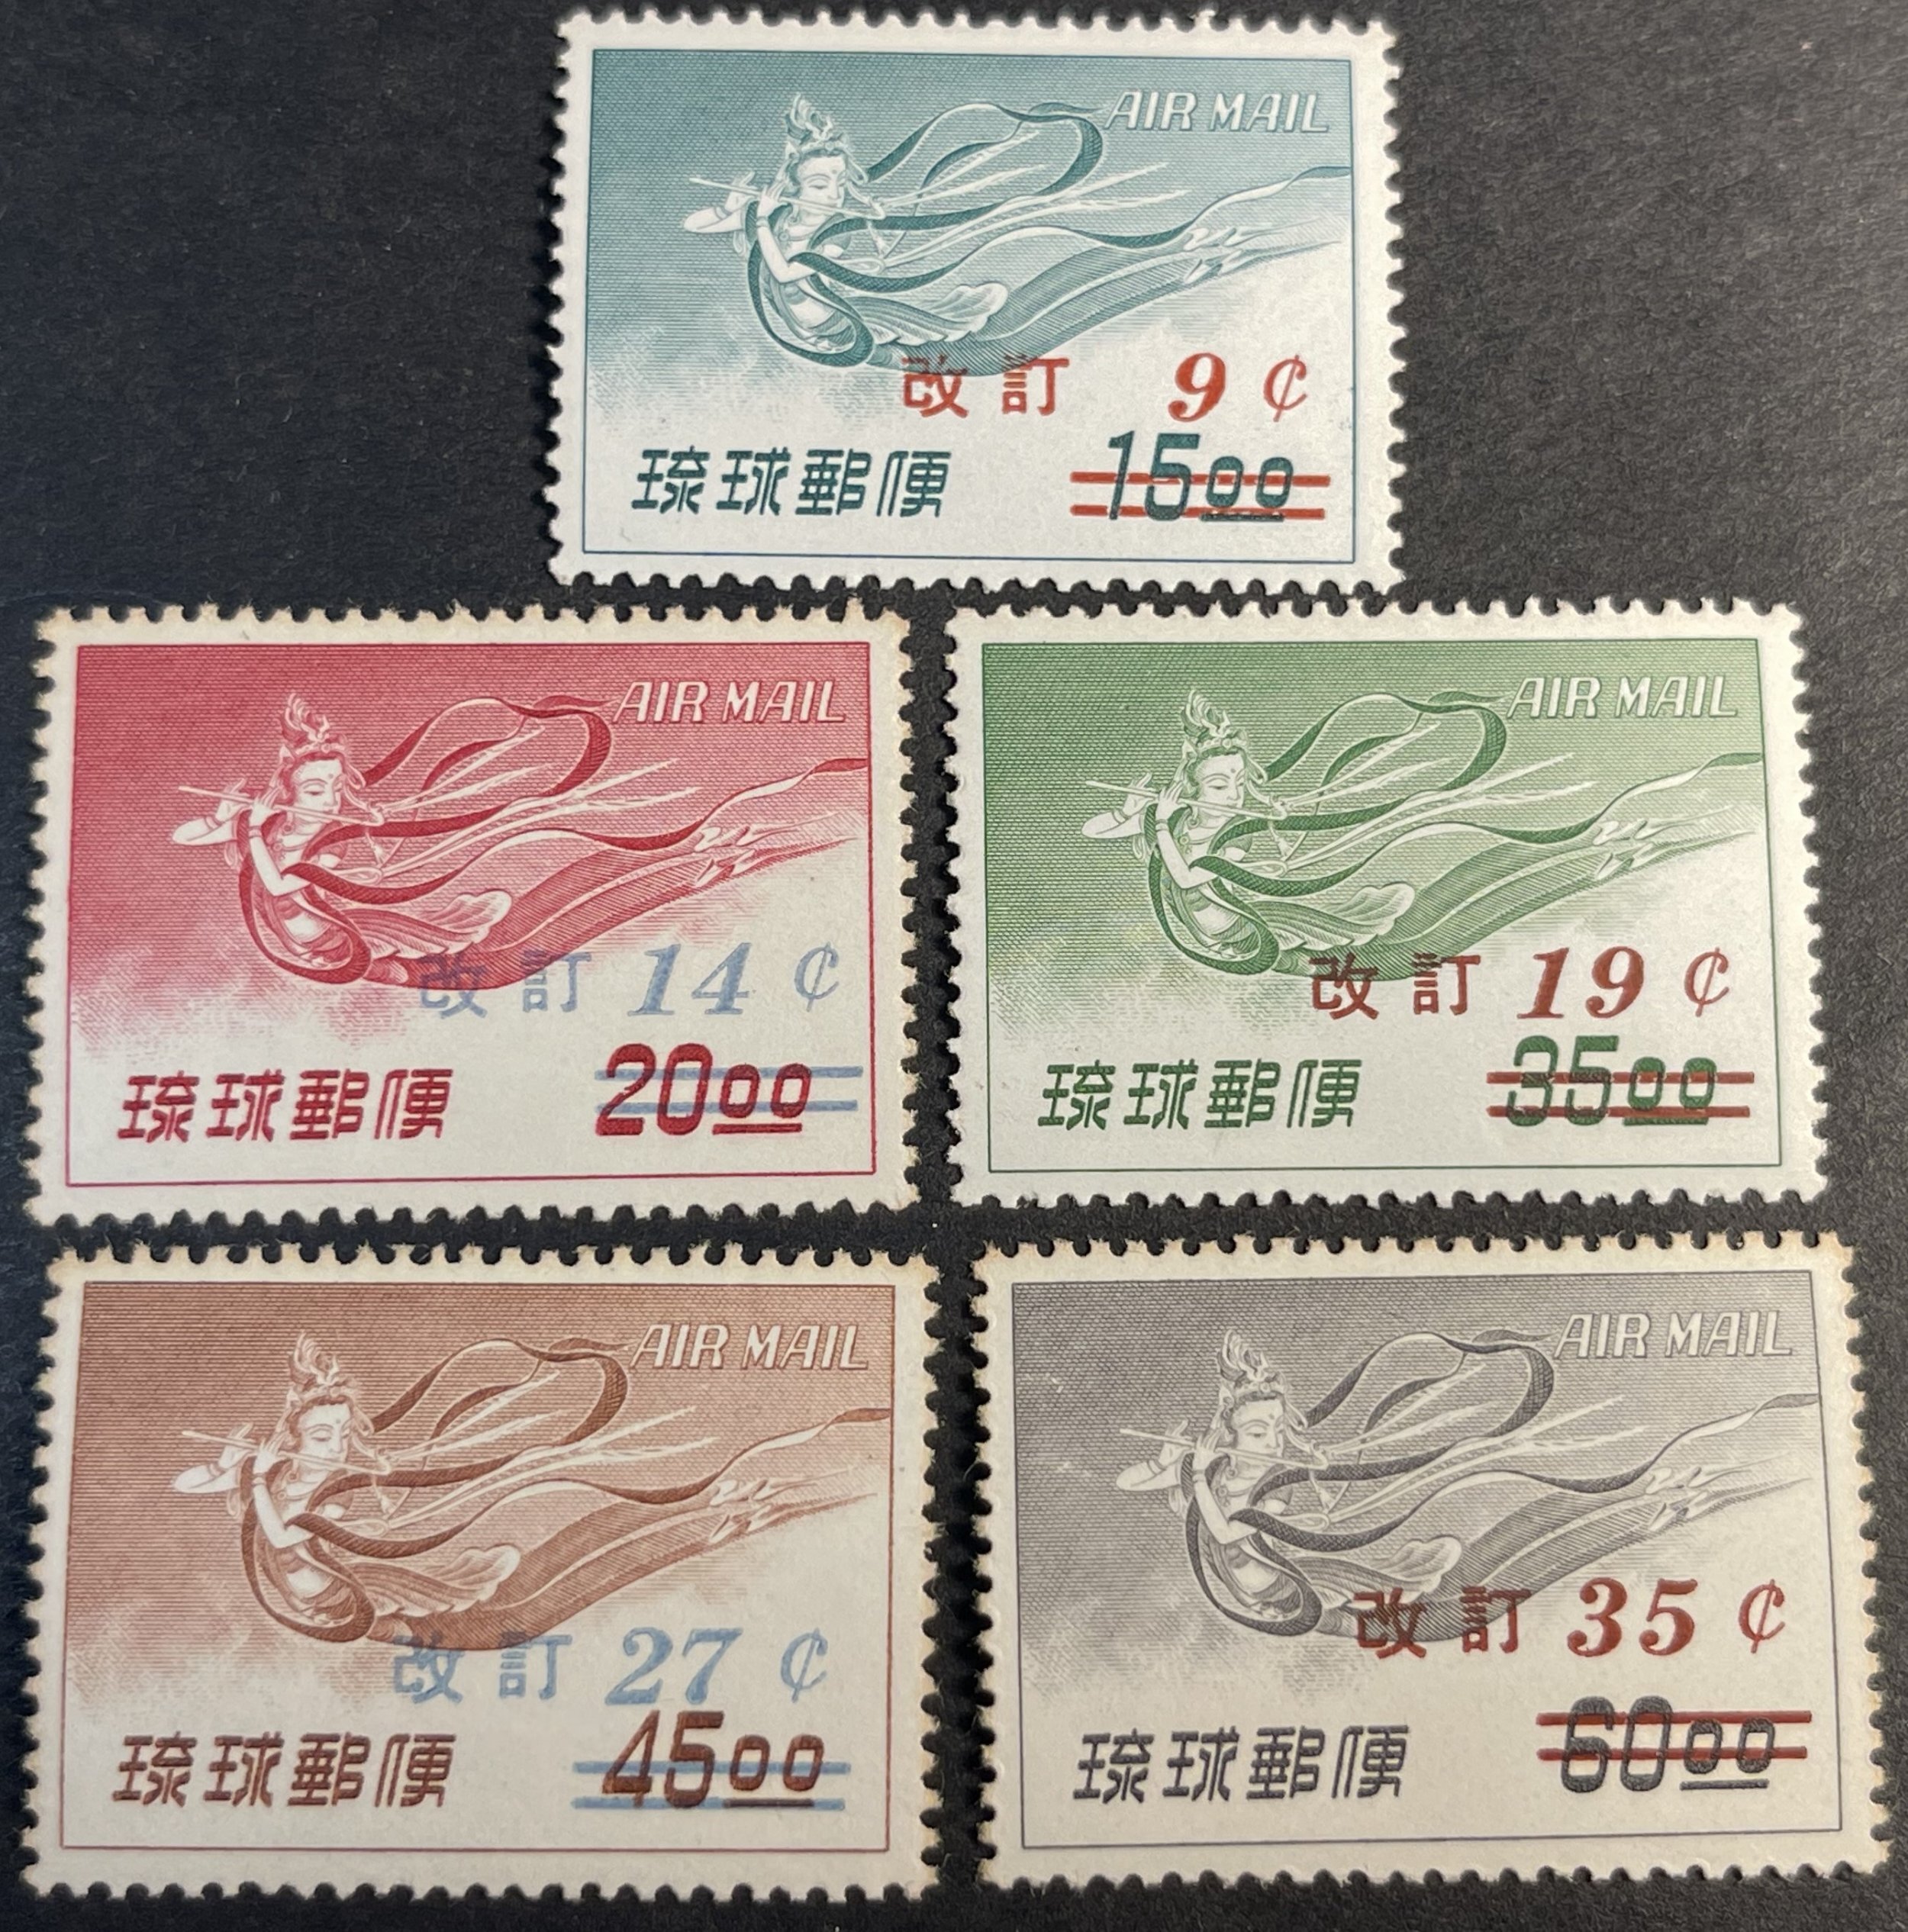 AIR MAIL
改訂 9¢
琉球郵便 15.00
AIR MAIL
改訂 14¢
琉球郵便 20.00
AIR MAIL
改訂 19¢
琉球郵便 35.00
AIR MAIL
改訂 27¢
琉球郵便 45.00
AIR MAIL
改訂 35¢
琉球郵便 60.00